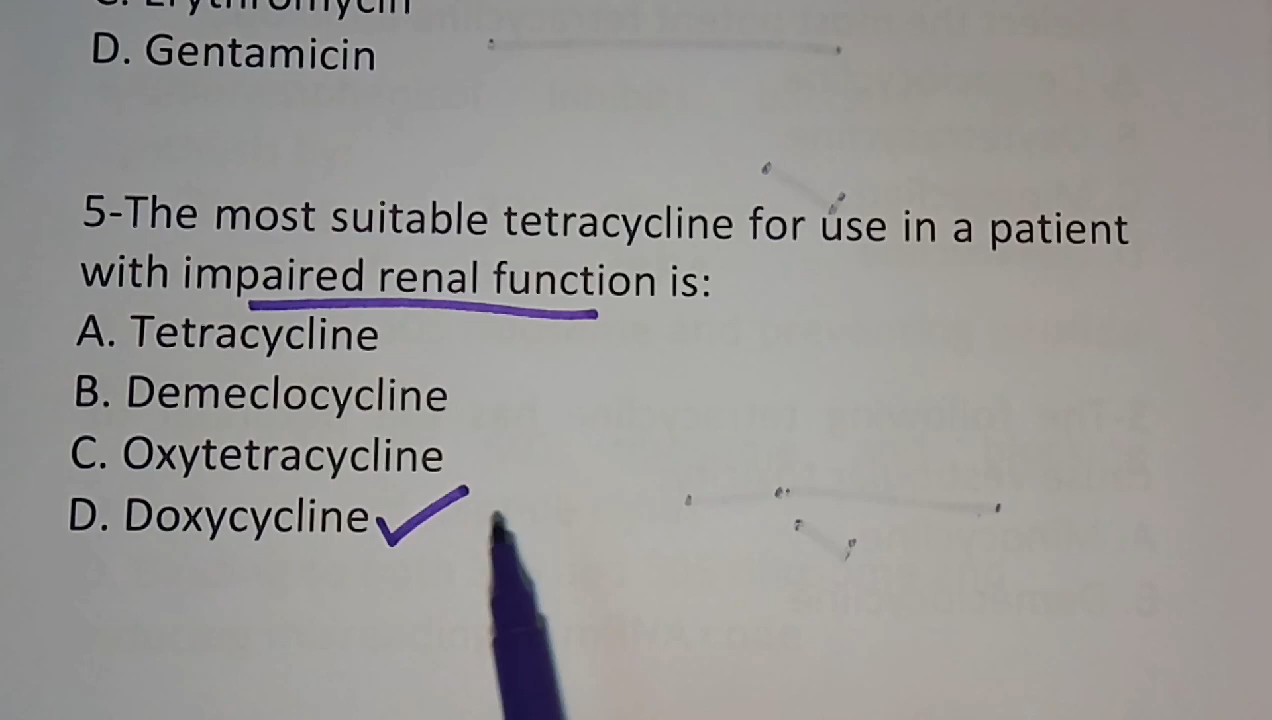 C. Erythromycin
D. Gentamicin
5-The most suitable tetracycline for use in a patient
with impaired renal function is:
A. Tetracycline
B. Demeclocycline
C. Oxytetracycline
D. Doxycycline